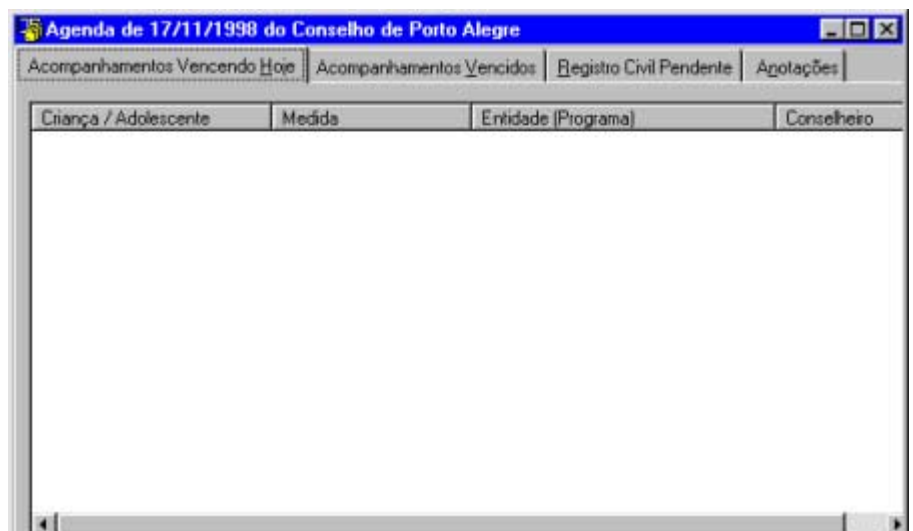 Agenda de 17/11/1998 do Conselho de Porto Alegre
Acompanhamentos Vencendo Hoje Acompanhamentos Vencidos Registro Civil Pendente Anotações
Criança / Adolescente Medida Entidade (Programa) Conselheiro